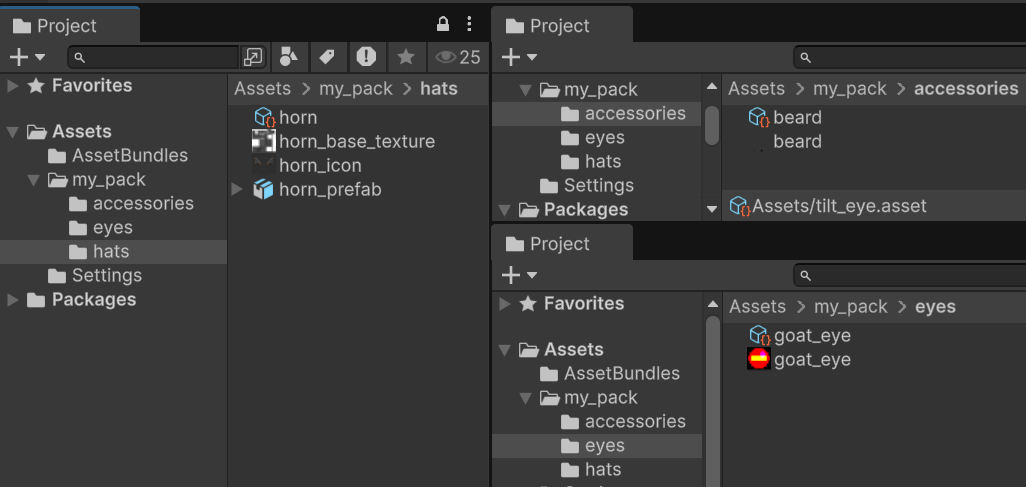 Project
25
Favorites
Assets
AssetBundles
my_pack
accessories
eyes
hats
Settings
Packages
Assets > my_pack > hats
horn
horn_base_texture
horn_icon
horn_prefab
Project
my_pack
accessories
eyes
hats
Settings
Packages
Assets > my_pack > accessories
beard
beard
Assets/tilt_eye.asset
Project
Favorites
Assets
AssetBundles
my_pack
accessories
eyes
hats
Assets > my_pack > eyes
goat_eye
goat_eye